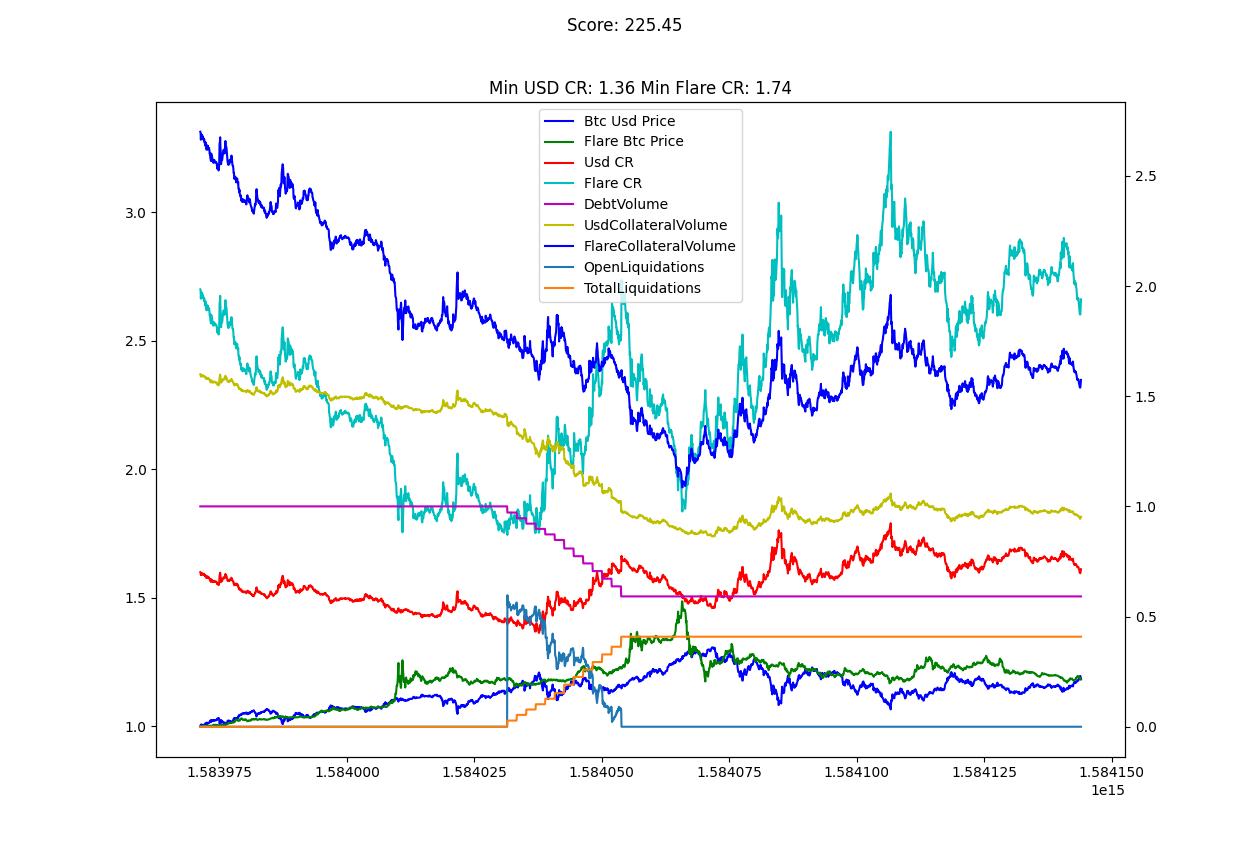 Score: 225.45
Min USD CR: 1.36 Min Flare CR: 1.74
Btc Usd Price
Flare Btc Price
Usd CR
Flare CR
DebtVolume
UsdCollateralVolume
FlareCollateralVolume
OpenLiquidations
TotalLiquidations
3.0
2.5
2.0
1.5
1.0
2.5
2.0
1.5
1.0
0.5
0.0
1.583975 1.584000 1.584025 1.584050 1.584075 1.584100 1.584125 1.584150
1e15